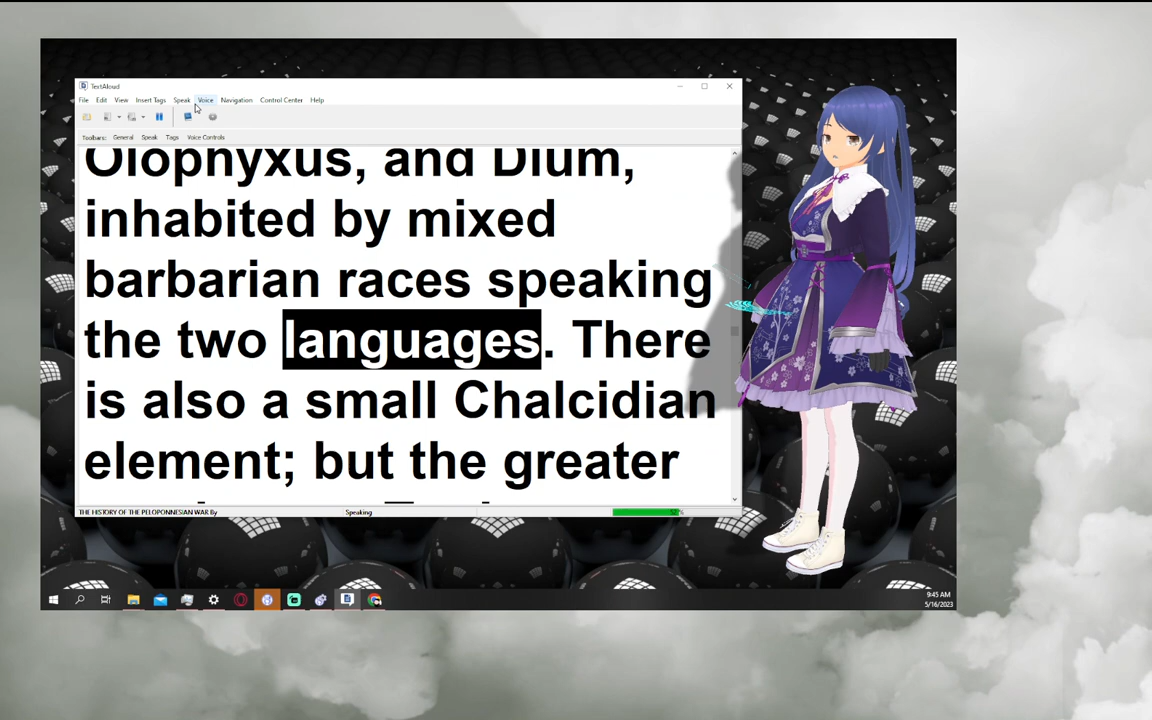 TextAloud
File Edit View Insert Tags Speak Voice Navigation Control Center Help
Toolbars: General Speak Tags Voice Controls
Olophyxus, and Dium,
inhabited by mixed
barbarian races speaking
the two languages. There
is also a small Chalcidian
element; but the greater
THE HISTORY OF THE PELOPONNESIAN WAR By Speaking
9:45 AM
5/16/2023